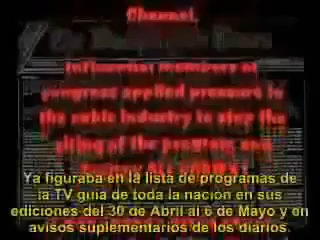 Channel.
Influential members of
congress applied pressure in
the cable industry to stop the
airing of the program and
Ya figuraba en la lista de programas de
la TV guía de toda la nación en sus
ediciones del 30 de Abril al 6 de Mayo y en
avisos suplementarios de los diarios.